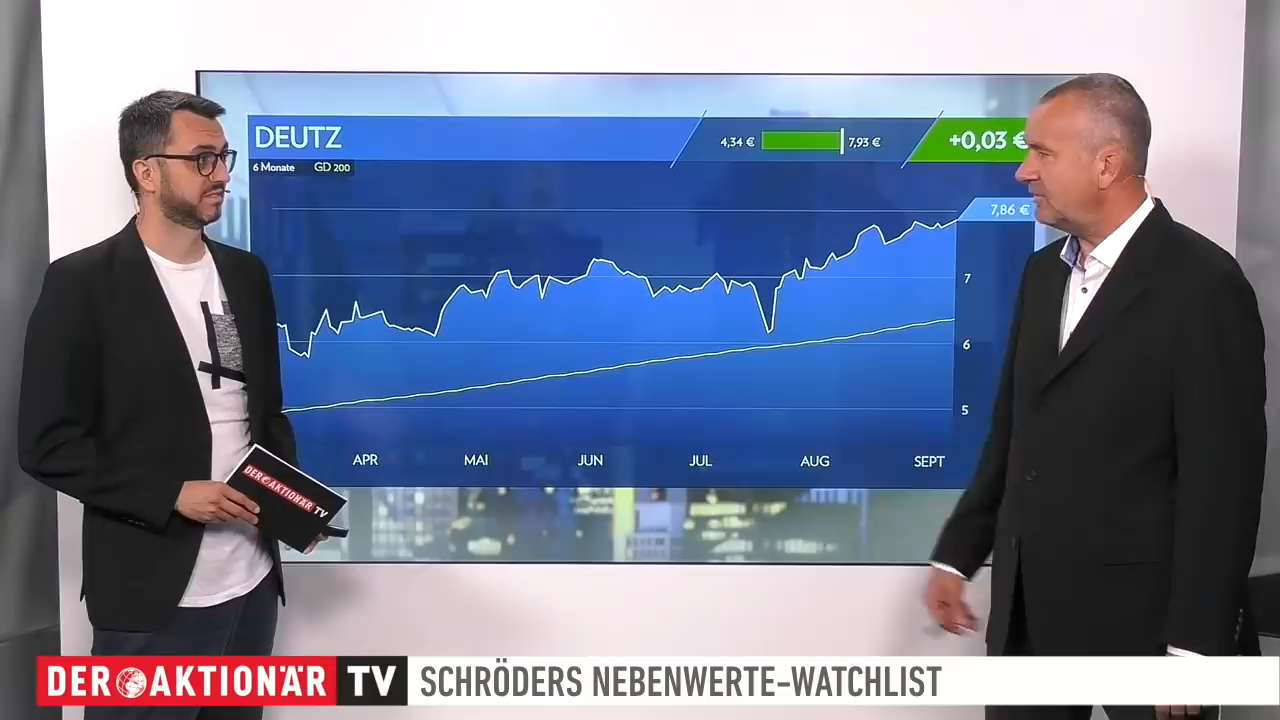 DEUTZ
4,34 €
7,93 €
+0,03 €
6 Monate
GD 200
7,86 €
7
6
5
APR
MAI
JUN
JUL
AUG
SEPT
DER AKTIONÄR TV
DER AKTIONÄR TV SCHRÖDERS NEBENWERTE-WATCHLIST